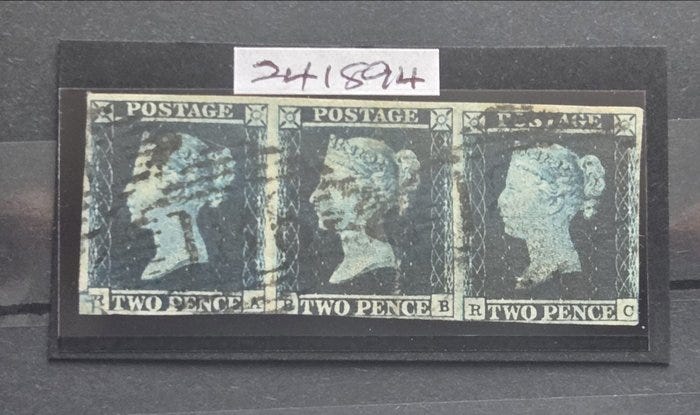 241894
POSTAGE POSTAGE POSTAGE
R TWO PENCE A B TWO PENCE B R TWO PENCE C